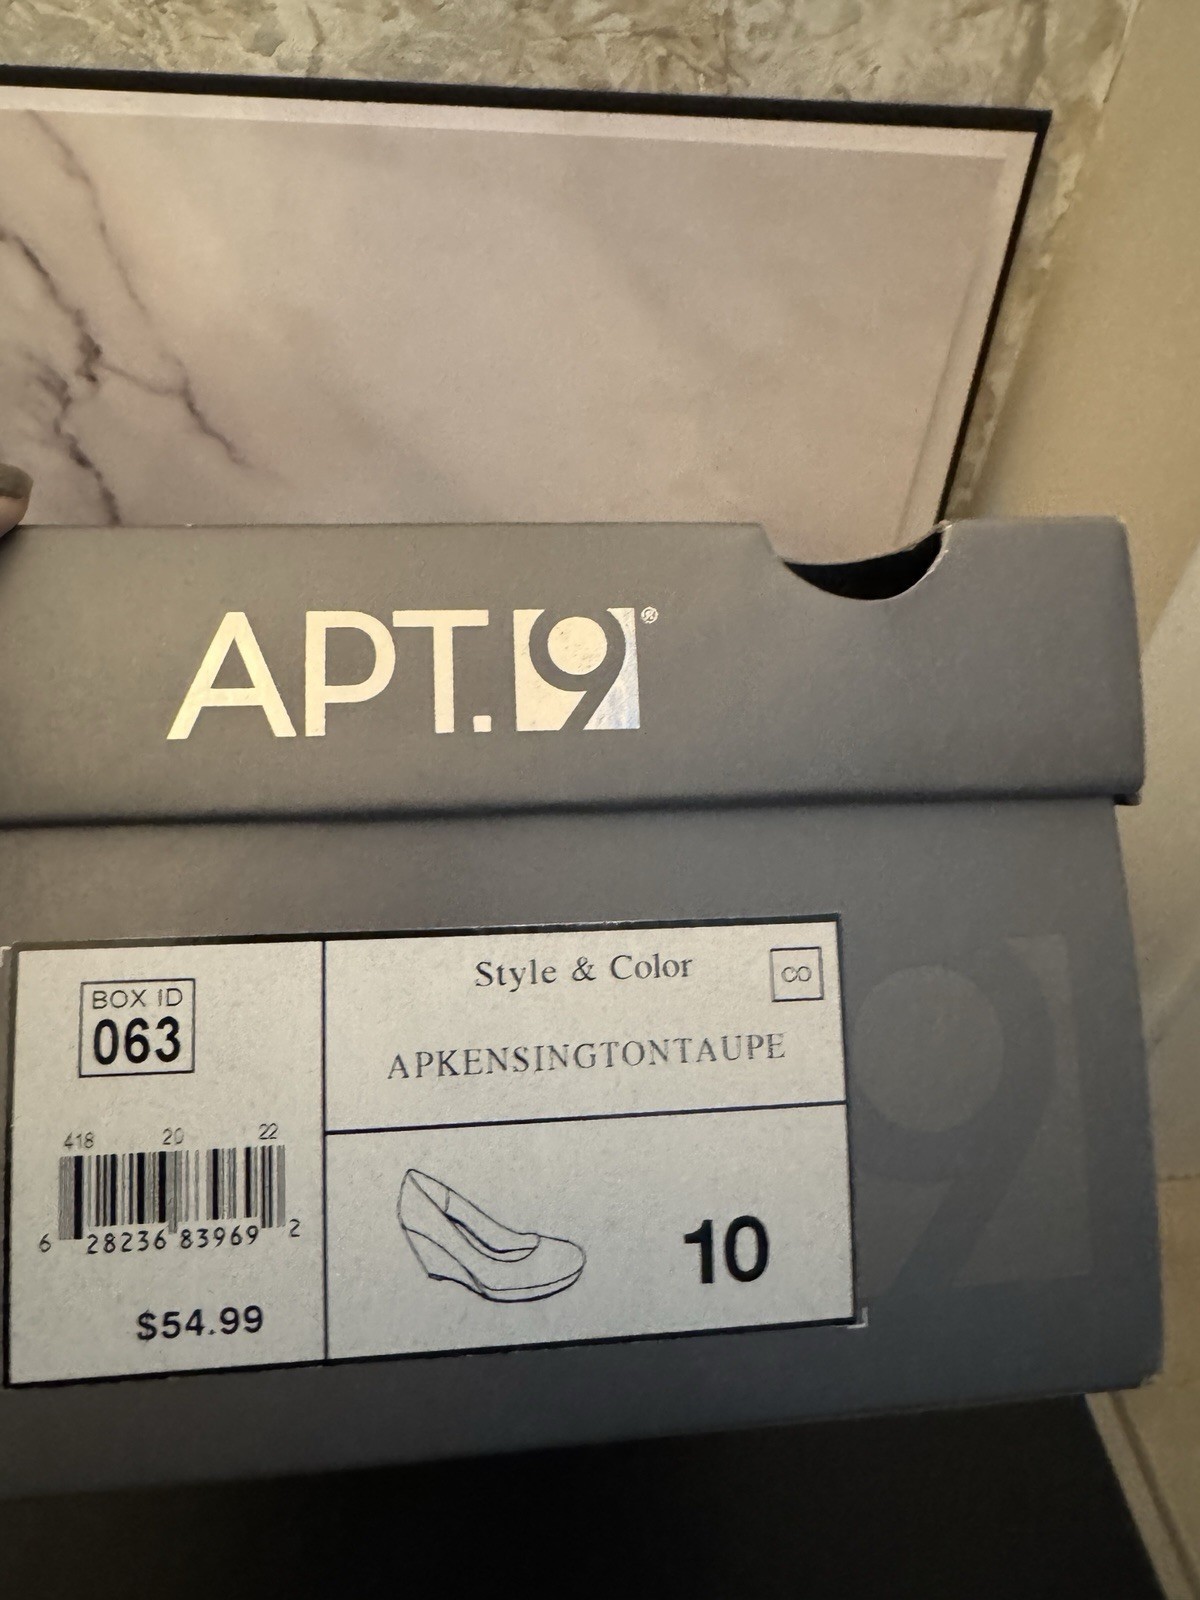 APT.9®
BOX ID
063
418 20 22
6 28236 83969 2
$54.99
Style & Color
CO
APKENSINGTONTAUPE
10
9